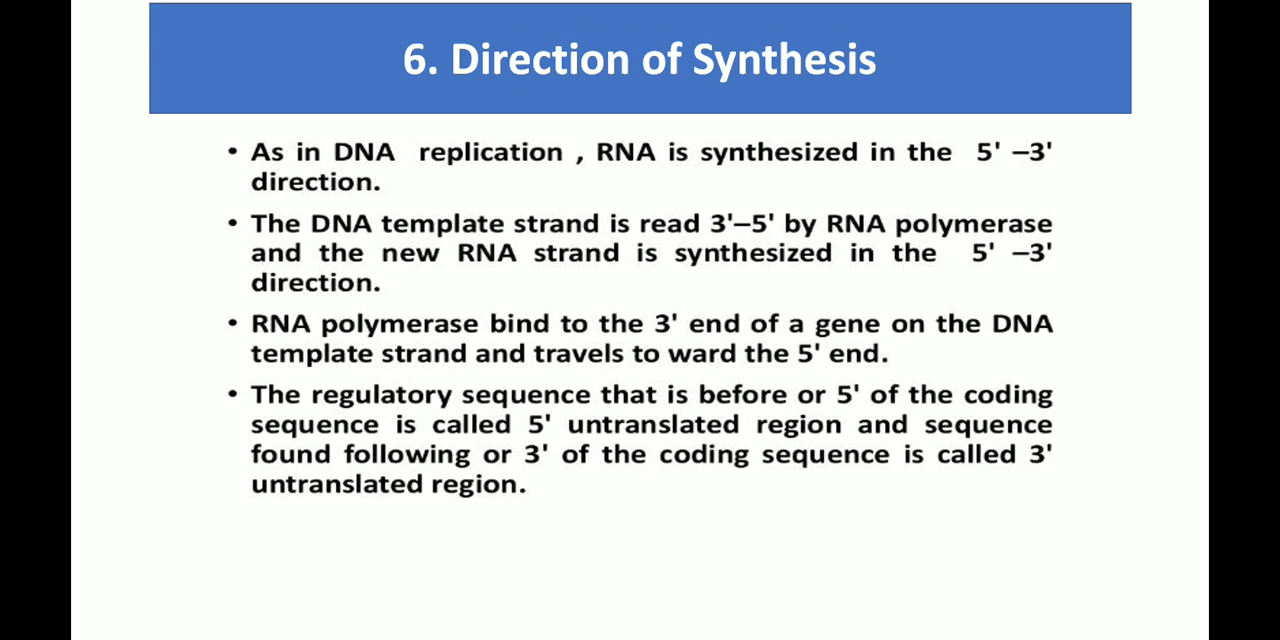 6. Direction of Synthesis
• As in DNA replication , RNA is synthesized in the 5' –3'
direction.
• The DNA template strand is read 3'–5' by RNA polymerase
and the new RNA strand is synthesized in the 5' –3'
direction.
• RNA polymerase bind to the 3' end of a gene on the DNA
template strand and travels to ward the 5' end.
• The regulatory sequence that is before or 5' of the coding
sequence is called 5' untranslated region and sequence
found following or 3' of the coding sequence is called 3'
untranslated region.